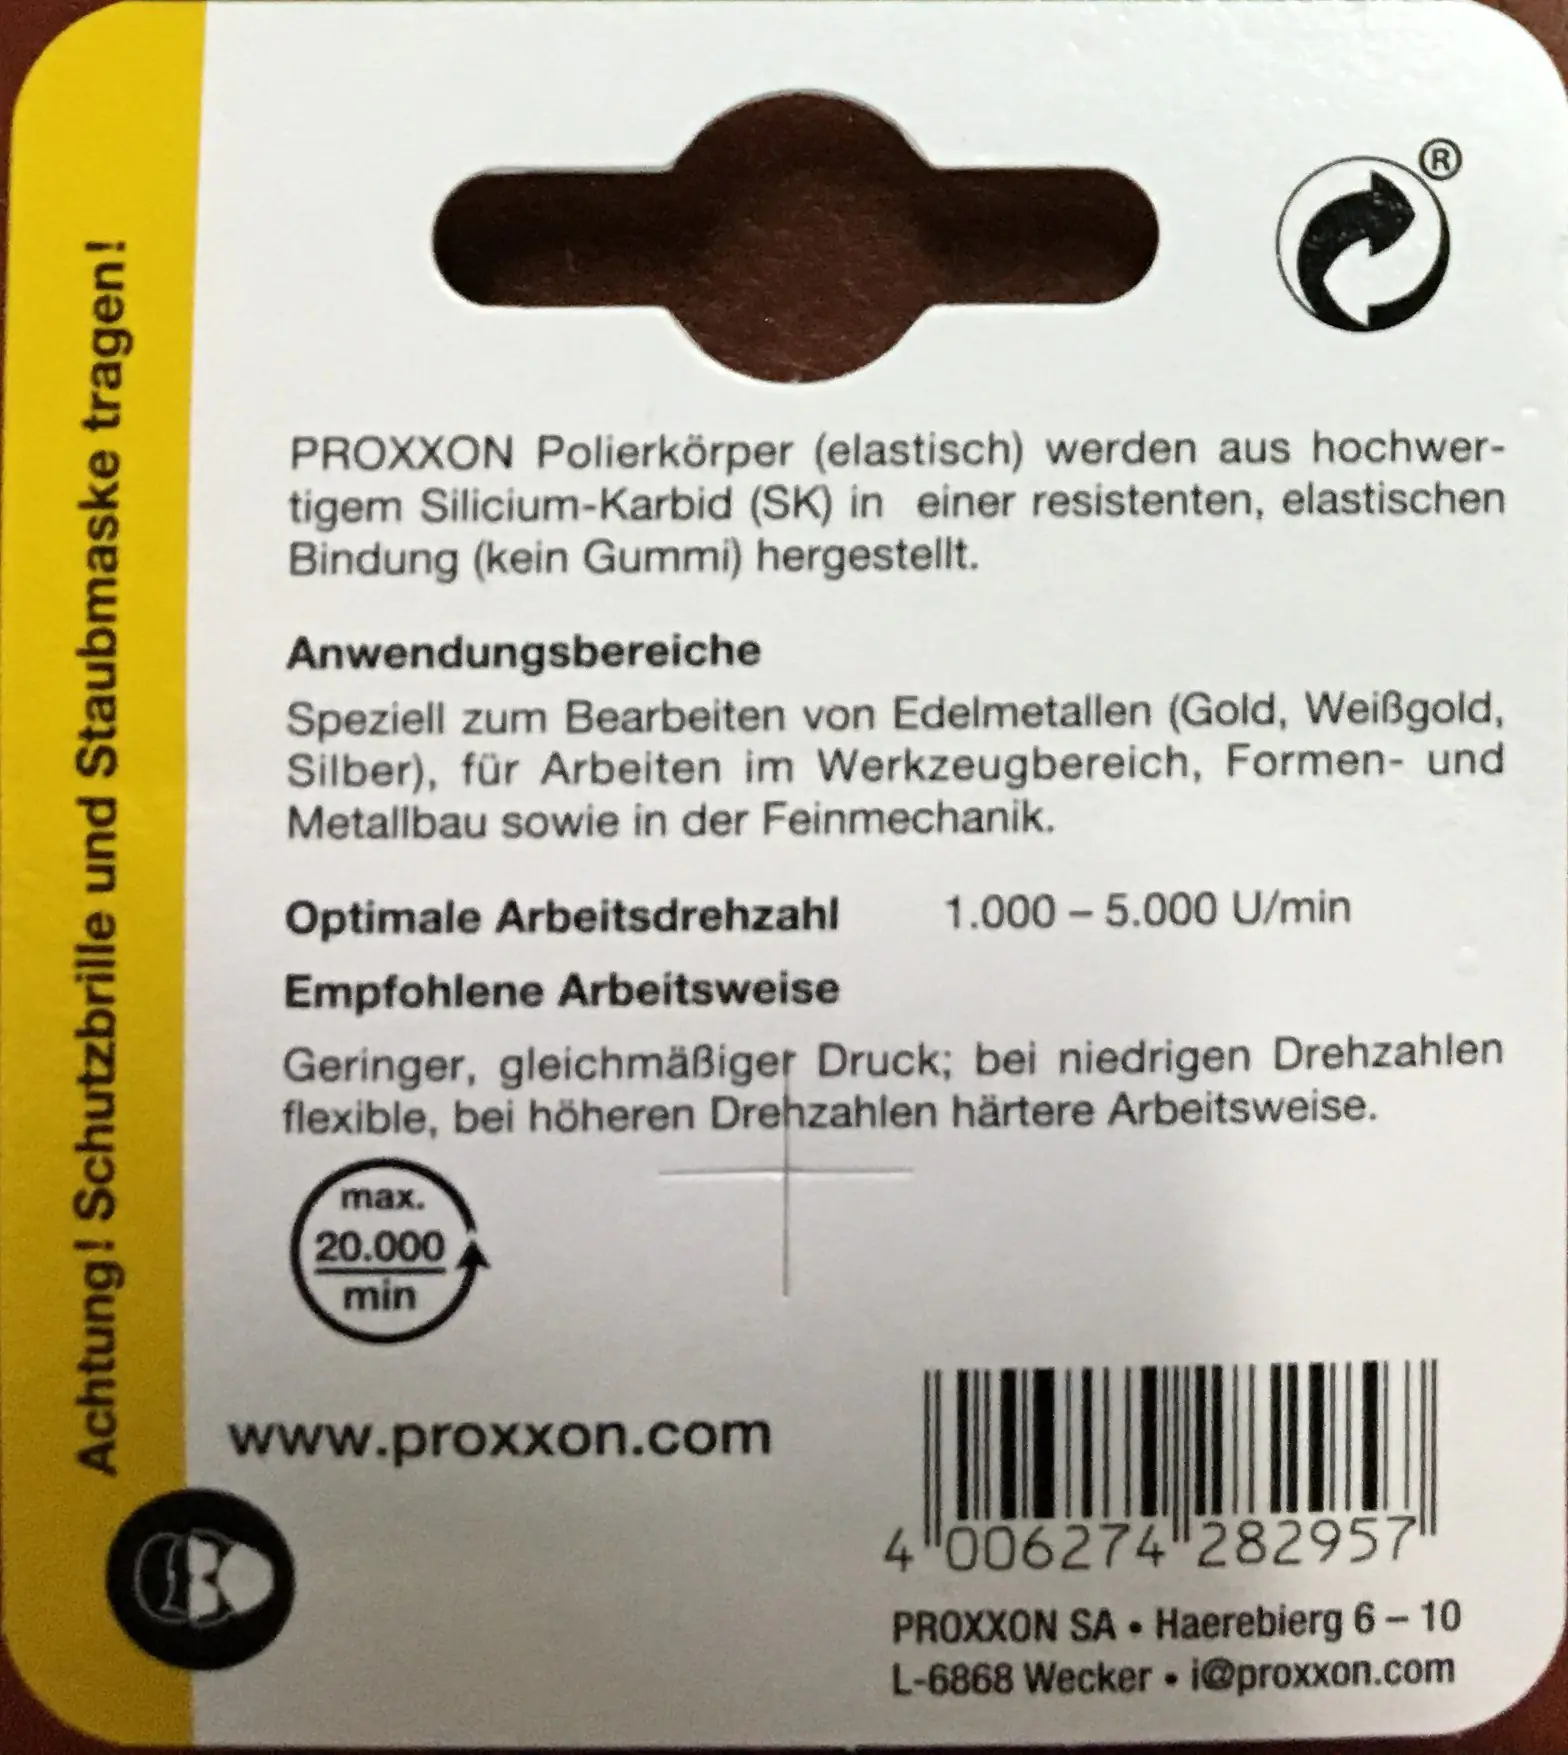 Achtung! Schutzbrille und Staubmaske tragen!
®
PROXXON Polierkörper (elastisch) werden aus hochwer-
tigem Silicium-Karbid (SK) in einer resistenten, elastischen
Bindung (kein Gummi) hergestellt.
Anwendungsbereiche
Speziell zum Bearbeiten von Edelmetallen (Gold, Weißgold,
Silber), für Arbeiten im Werkzeugbereich, Formen- und
Metallbau sowie in der Feinmechanik.
Optimale Arbeitsdrehzahl 1.000 – 5.000 U/min
Empfohlene Arbeitsweise
Geringer, gleichmäßiger Druck; bei niedrigen Drehzahlen
flexible, bei höheren Drehzahlen härtere Arbeitsweise.
max.
20.000
min
www.proxxon.com
4 006274 282957
PROXXON SA • Haerebierg 6 – 10
L-6868 Wecker • i@proxxon.com